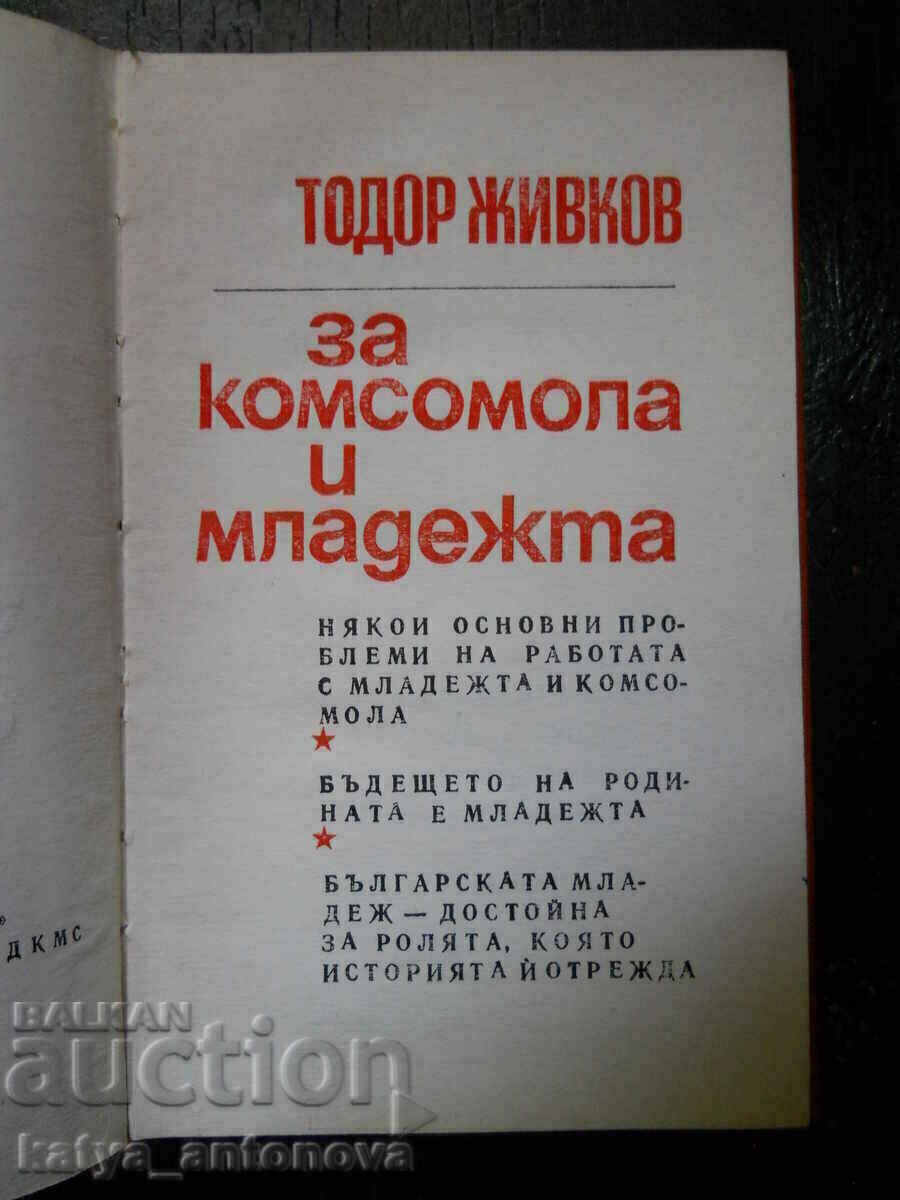 ТОДОР ЖИВКОВ
за
комсомола
и
младежта
НЯКОИ ОСНОВНИ ПРО-
БЛЕМИ НА РАБОТАТА
С МЛАДЕЖТА И КОМСО-
МОЛА
БЪДЕЩЕТО НА РОДИ-
НАТА Е МЛАДЕЖТА
БЪЛГАРСКАТА МЛА-
ДЕЖ — ДОСТОЙНА
ЗА РОЛЯТА, КОЯТО
ИСТОРИЯТА Й ОТРЕЖДА
»
ДКМС
BALKAN
auction
katya_antonova